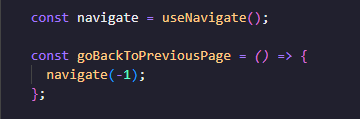 const navigate = useNavigate();

const goBackToPreviousPage = () => {
  navigate(-1);
};